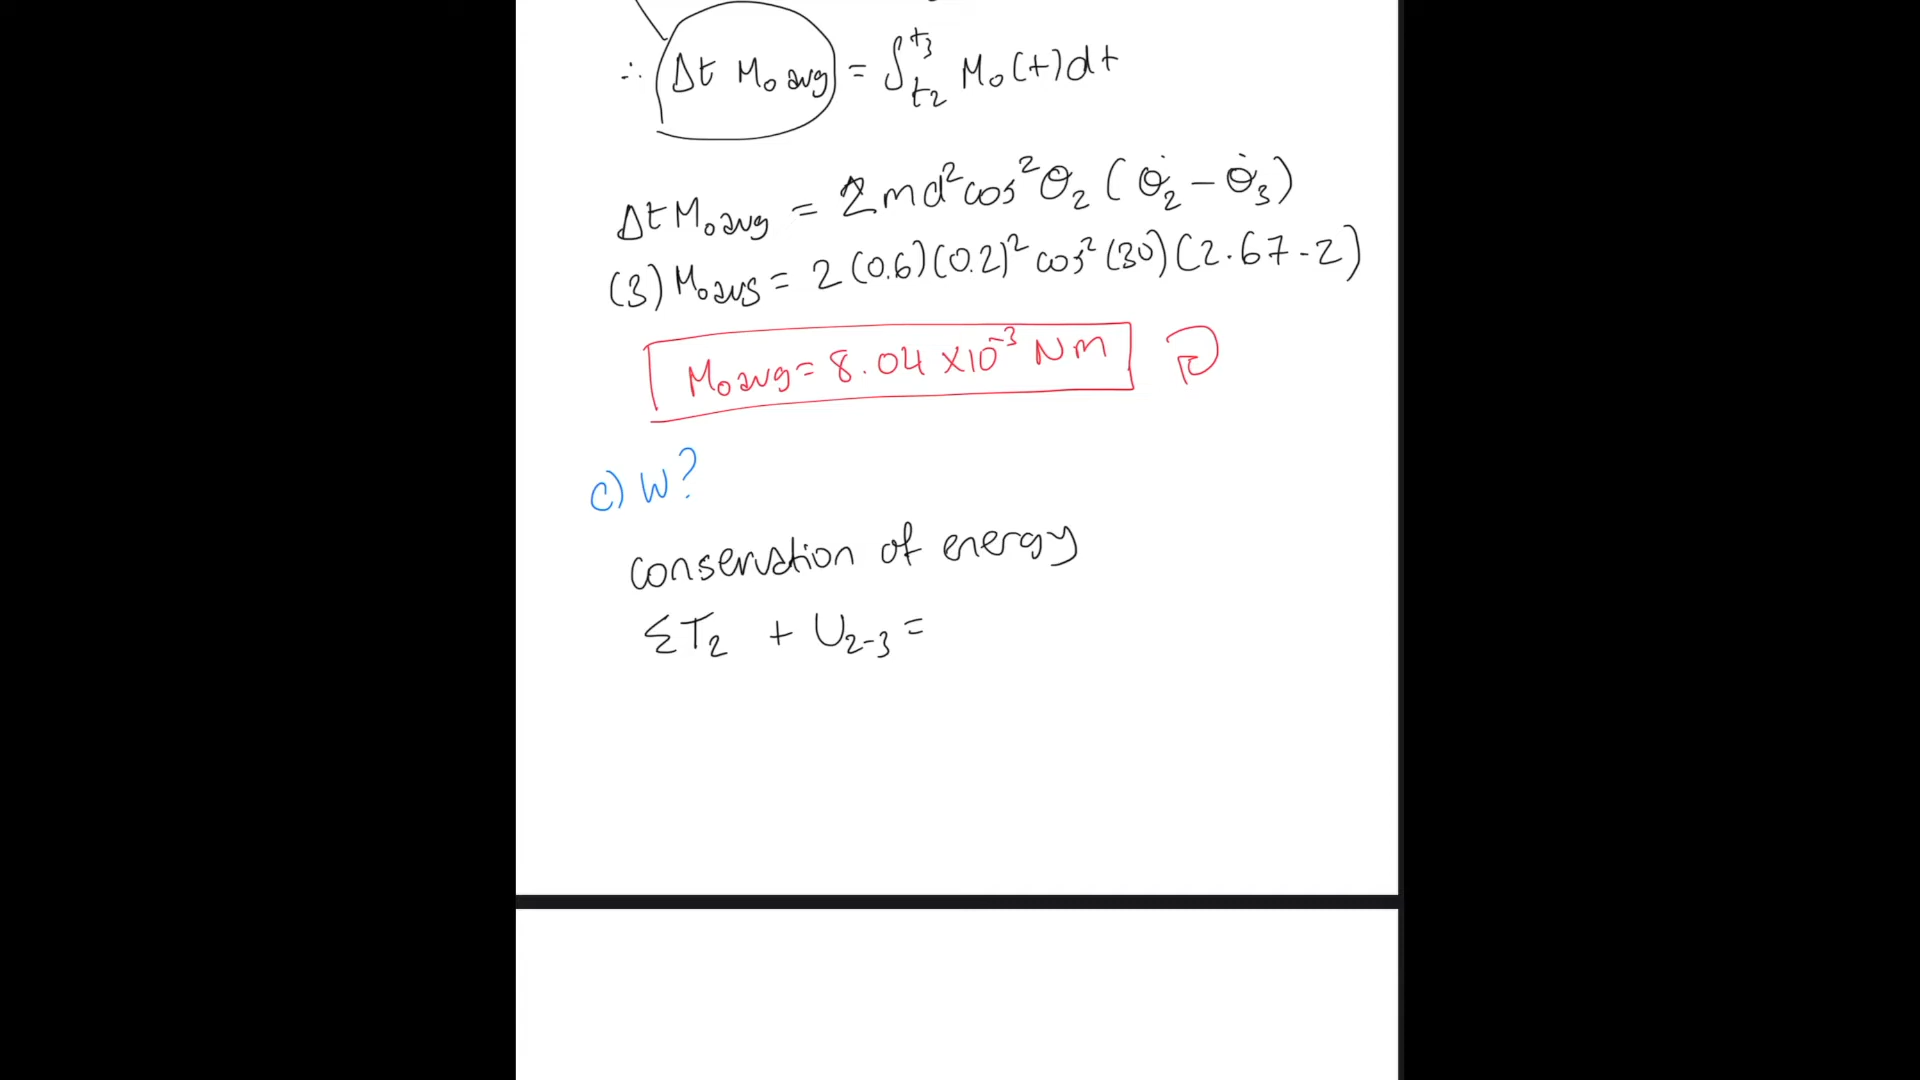 ∴ Δt Mo avg = ∫t2^t3 Mo(t)dt
Δt Mo avg = 2md²cos²θ2 (θ̇2 − θ̇3)
(3) Mo avg = 2(0.6)(0.2)² cos²(30)(2.67-2)
Mo avg = 8.04 ×10⁻³ Nm
c) W?
conservation of energy
ΣT2 + U2-3 =